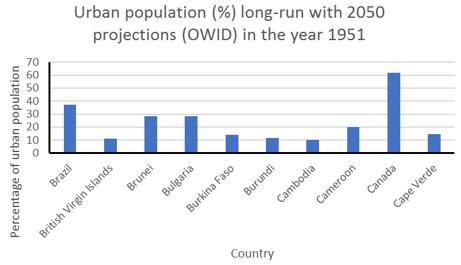 Urban population (%) long-run with 2050
projections (OWID) in the year 1951
Percentage of urban population
70
60
50
40
30
20
10
0
Brazil
British Virgin Islands
Brunei
Bulgaria
Burkina Faso
Burundi
Cambodia
Cameroon
Canada
Cape Verde
Country